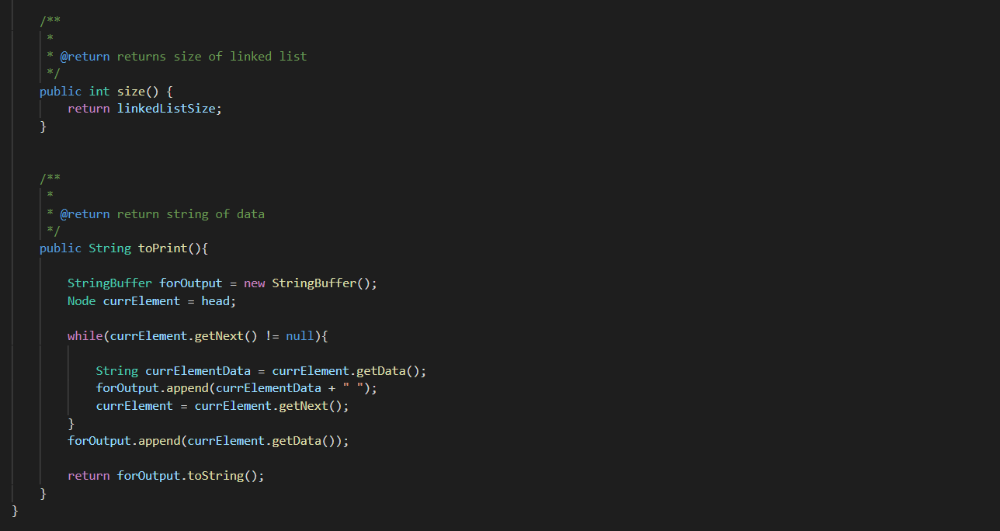 /**
*
* @return returns size of linked list
*/
public int size() {
return linkedListSize;
}
/**
*
* @return return string of data
*/
public String toPrint(){
StringBuffer forOutput = new StringBuffer();
Node currElement = head;
while(currElement.getNext() != null){
String currElementData = currElement.getData();
forOutput.append(currElementData + " ");
currElement = currElement.getNext();
}
forOutput.append(currElement.getData());
return forOutput.toString();
}
}